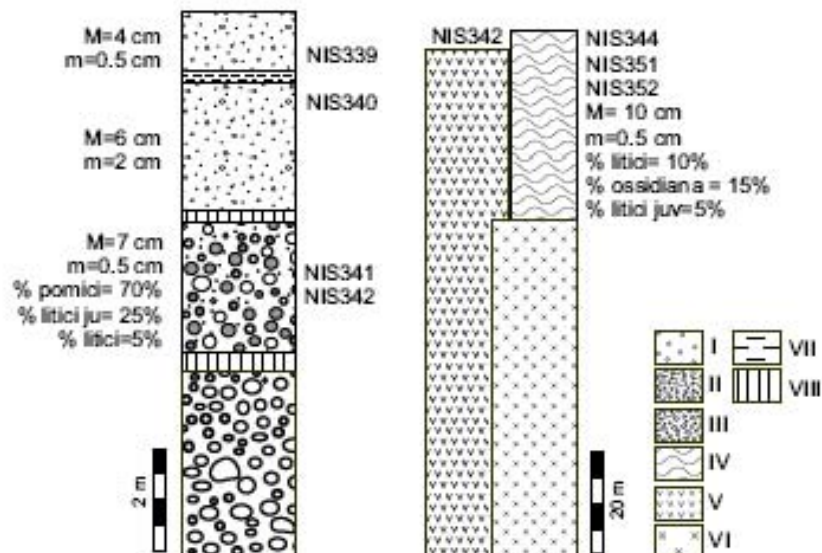 M=4 cm
m=0.5 cm
NIS339
NIS340
M=6 cm
m=2 cm
M=7 cm
m=0.5 cm
% pomici= 70%
% litici ju= 25%
% litici=5%
NIS341
NIS342
2 m
NIS342
NIS344
NIS351
NIS352
M= 10 cm
m=0.5 cm
% litici= 10%
% ossidiana = 15%
% litici juv=5%
20 m
I
II
III
IV
V
VI
VII
VIII